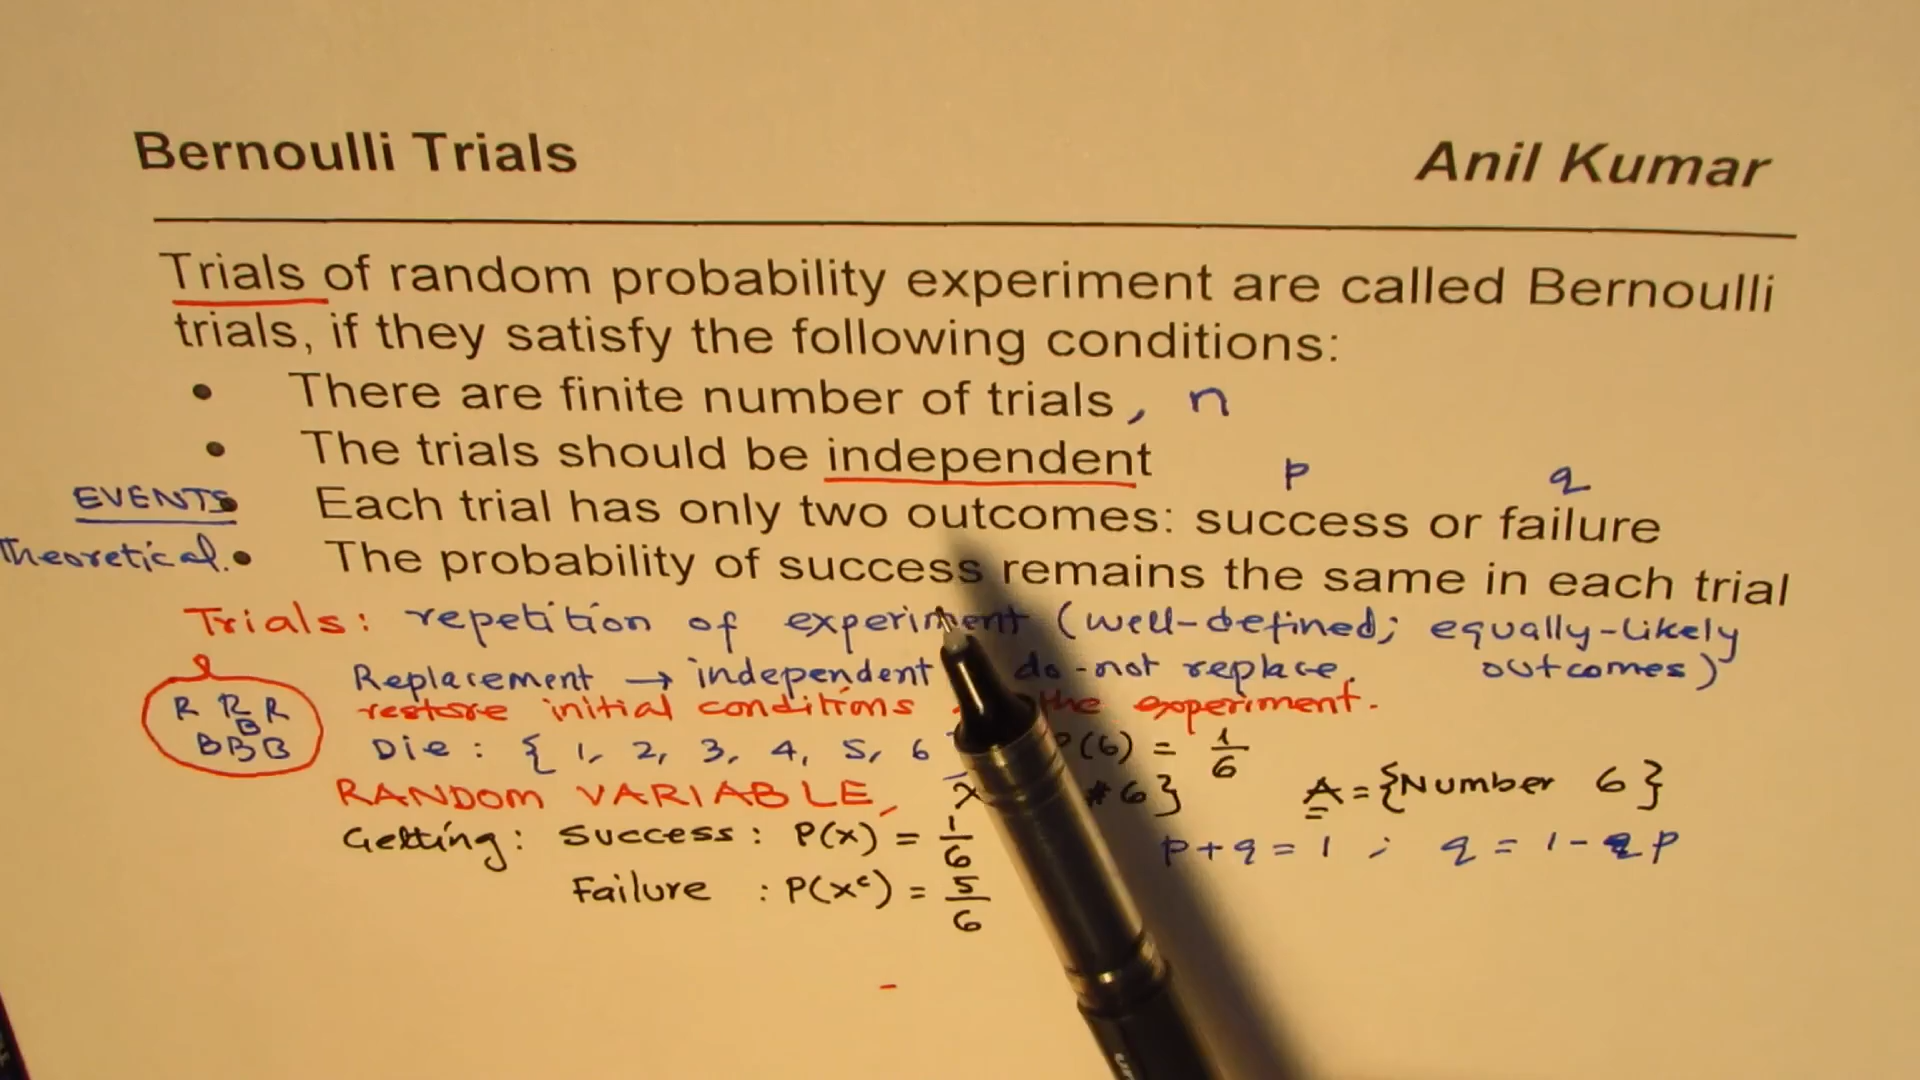 Bernoulli Trials
Anil Kumar
Trials of random probability experiment are called Bernoulli
trials, if they satisfy the following conditions:
• There are finite number of trials, n
• The trials should be independent
p q
EVENTS • Each trial has only two outcomes: success or failure
Theoretical. • The probability of success remains the same in each trial
Trials: repetition of experiment (well-defined; equally-likely
outcomes)
Replacement → independent do-not replace.
restore initial conditions the experiment.
R R R
B
B B B
Die : { 1, 2, 3, 4, 5, 6 P(6) = 1/6
RANDOM VARIABLE, X #6} A = {Number 6}
Getting: Success: P(x) = 1/6 p+q = 1 ; q = 1 - p
Failure : P(xᶜ) = 5/6